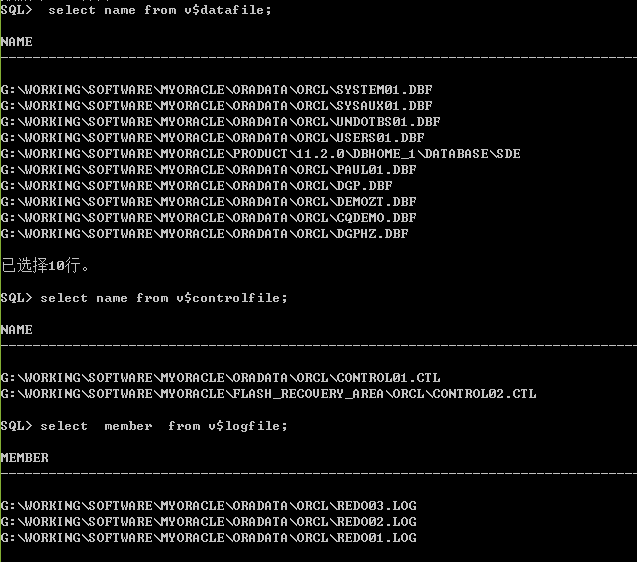 SQL>  select name from v$datafile;
NAME
--------------------------------------------------------------------------------
G:\WORKING\SOFTWARE\MYORACLE\ORADATA\ORCL\SYSTEM01.DBF
G:\WORKING\SOFTWARE\MYORACLE\ORADATA\ORCL\SYSAUX01.DBF
G:\WORKING\SOFTWARE\MYORACLE\ORADATA\ORCL\UNDOTBS01.DBF
G:\WORKING\SOFTWARE\MYORACLE\ORADATA\ORCL\USERS01.DBF
G:\WORKING\SOFTWARE\MYORACLE\PRODUCT\11.2.0\DBHOME_1\DATABASE\SDE
G:\WORKING\SOFTWARE\MYORACLE\ORADATA\ORCL\PAUL01.DBF
G:\WORKING\SOFTWARE\MYORACLE\ORADATA\ORCL\DGP.DBF
G:\WORKING\SOFTWARE\MYORACLE\ORADATA\ORCL\DEMOZT.DBF
G:\WORKING\SOFTWARE\MYORACLE\ORADATA\ORCL\CQDEMO.DBF
G:\WORKING\SOFTWARE\MYORACLE\ORADATA\ORCL\DGPHZ.DBF
已选择10行。
SQL> select name from v$controlfile;
NAME
--------------------------------------------------------------------------------
G:\WORKING\SOFTWARE\MYORACLE\ORADATA\ORCL\CONTROL01.CTL
G:\WORKING\SOFTWARE\MYORACLE\FLASH_RECOVERY_AREA\ORCL\CONTROL02.CTL
SQL> select  member  from v$logfile;
MEMBER
--------------------------------------------------------------------------------
G:\WORKING\SOFTWARE\MYORACLE\ORADATA\ORCL\REDO03.LOG
G:\WORKING\SOFTWARE\MYORACLE\ORADATA\ORCL\REDO02.LOG
G:\WORKING\SOFTWARE\MYORACLE\ORADATA\ORCL\REDO01.LOG